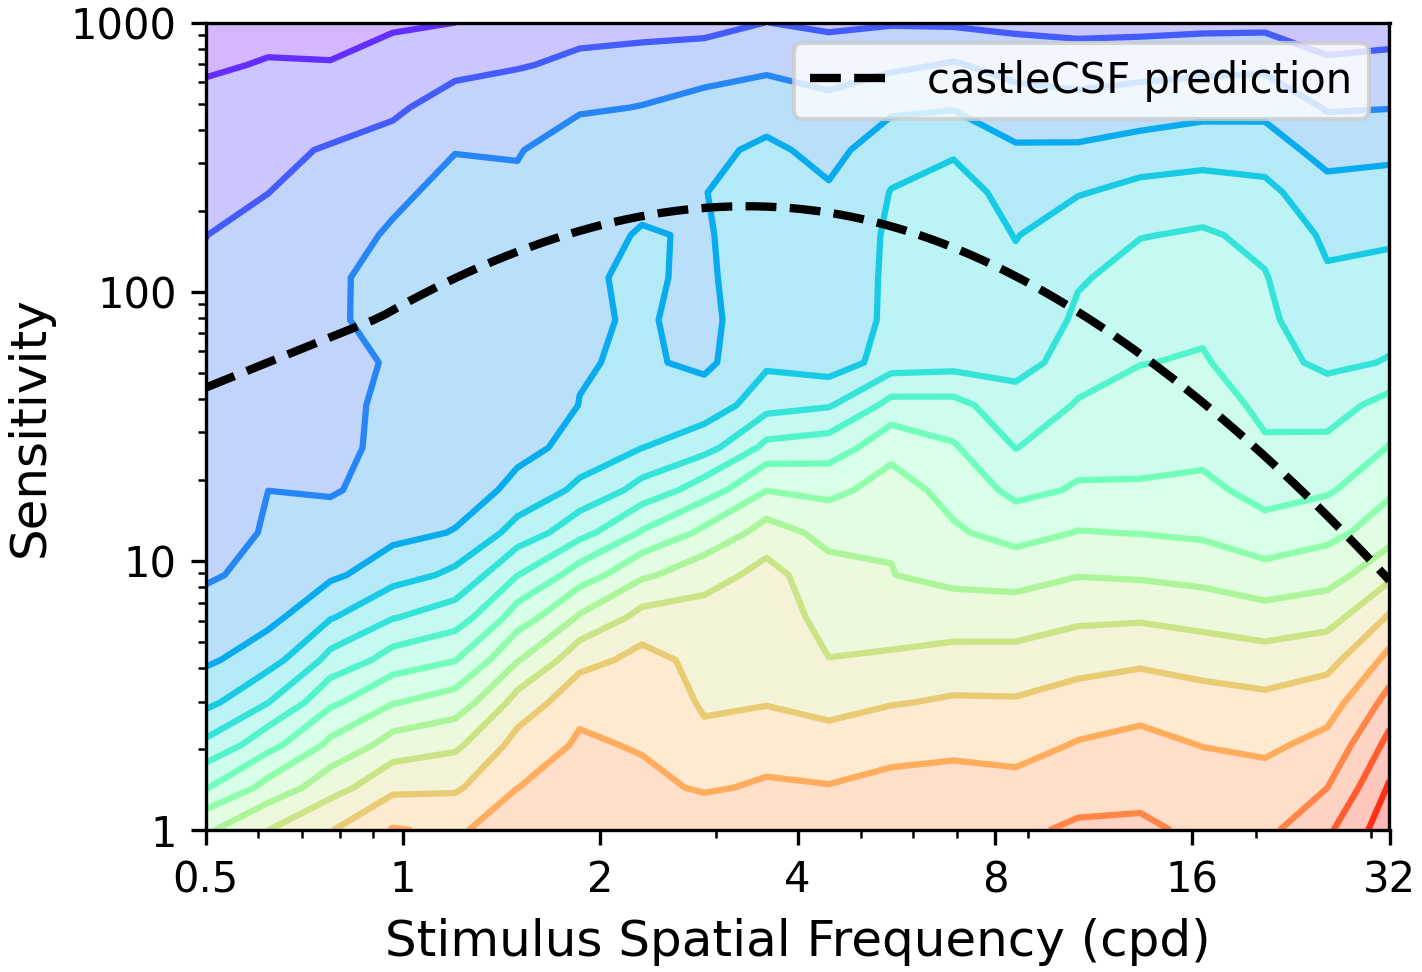 1000
castleCSF prediction
100
Sensitivity
10
1
0.5 1 2 4 8 16 32
Stimulus Spatial Frequency (cpd)